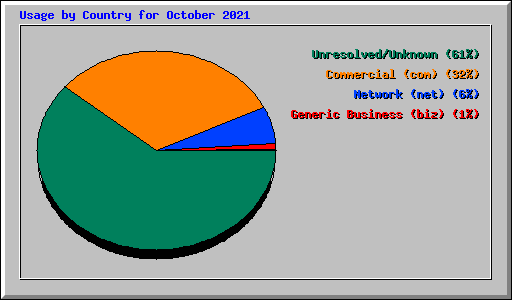 Usage by Country for October 2021
Unresolved/Unknown (61%)
Commercial (com) (32%)
Network (net) (6%)
Generic Business (biz) (1%)